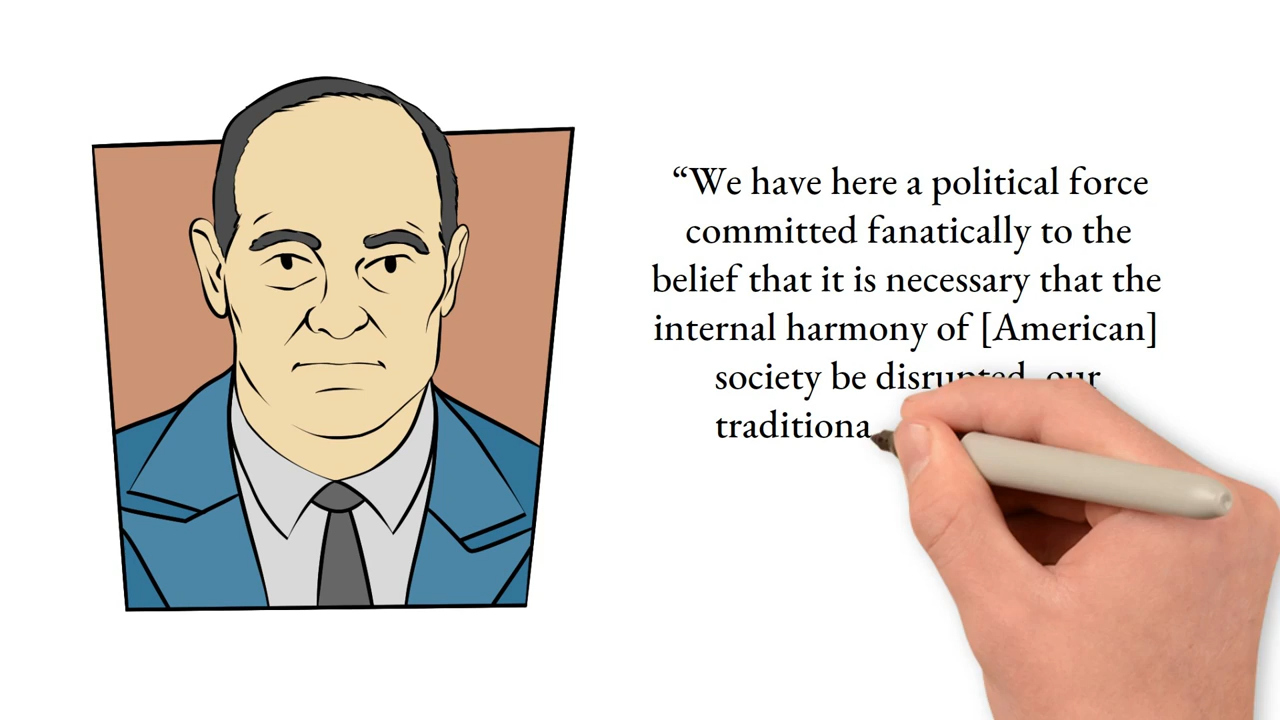 “We have here a political force
committed fanatically to the
belief that it is necessary that the
internal harmony of [American]
society be disrupted, our
traditiona